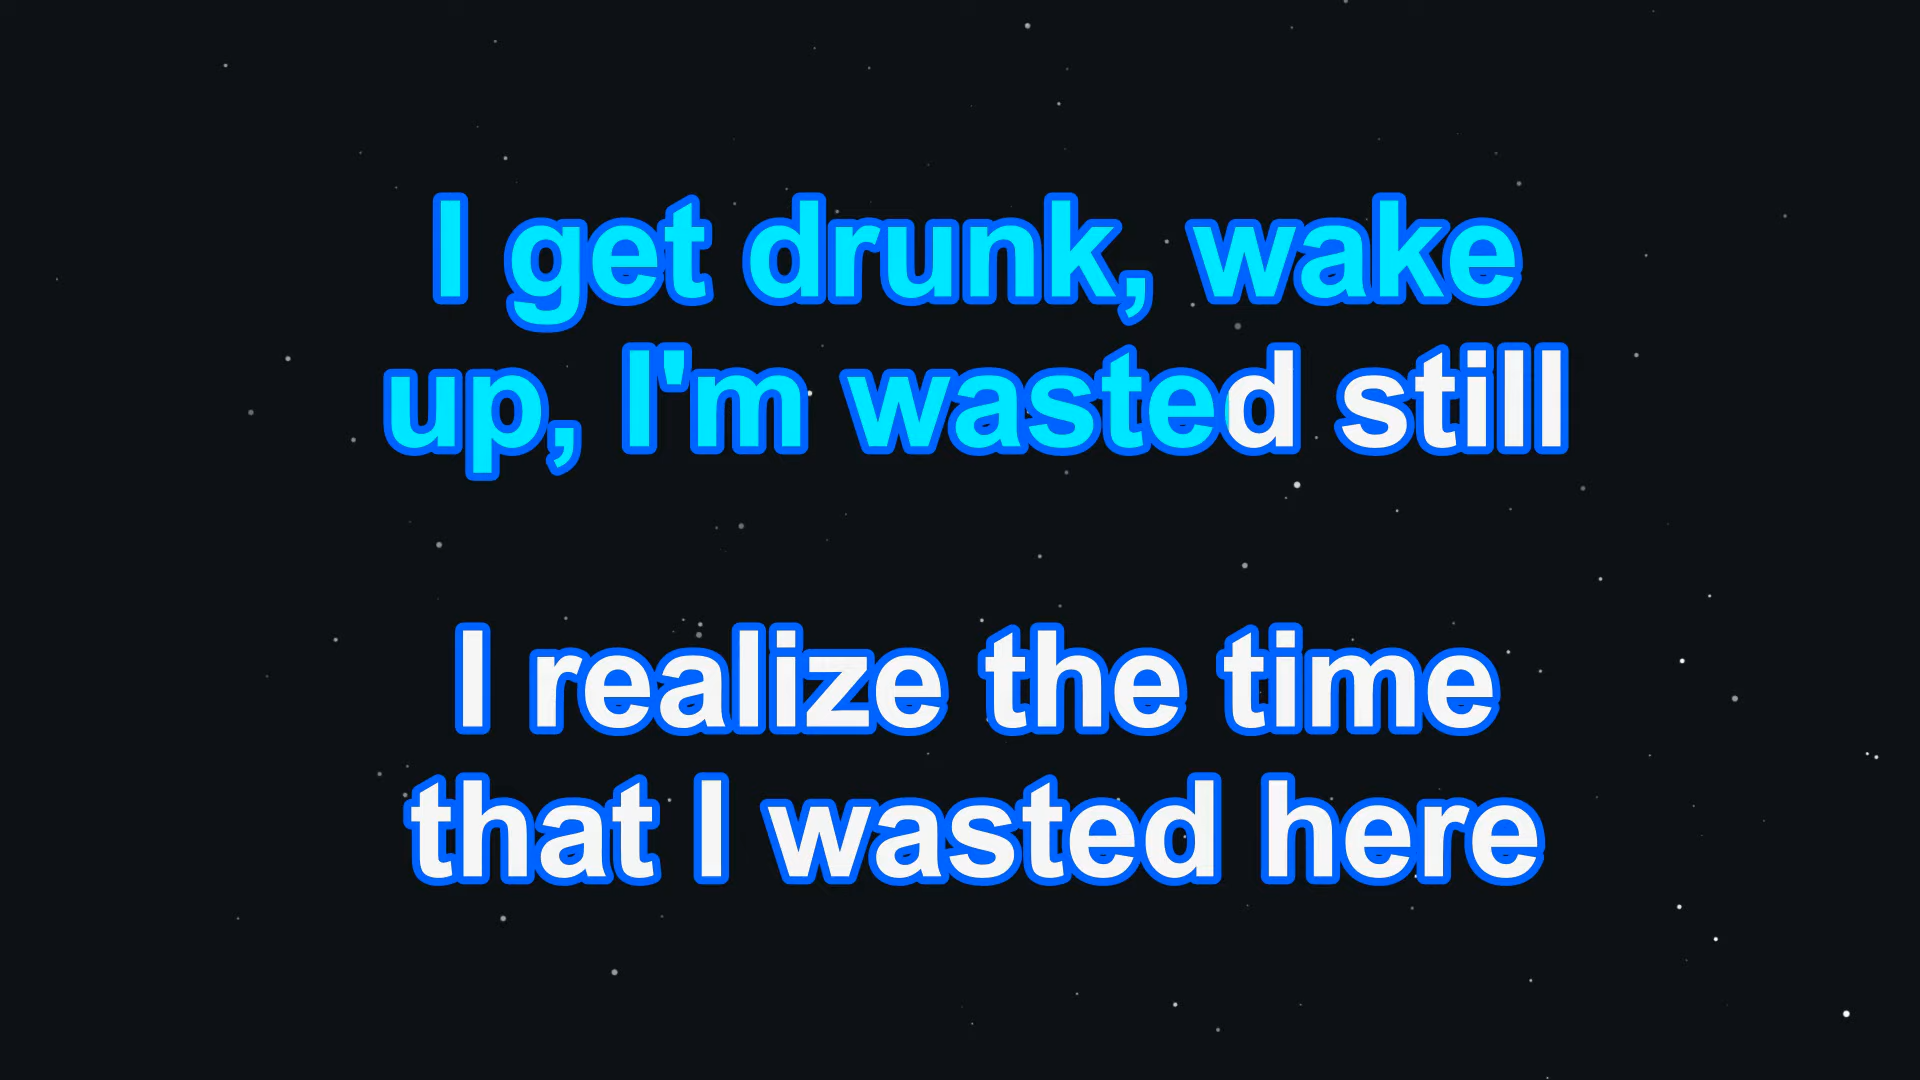 I get drunk, wake
up, I'm wasted still
I realize the time
that I wasted here